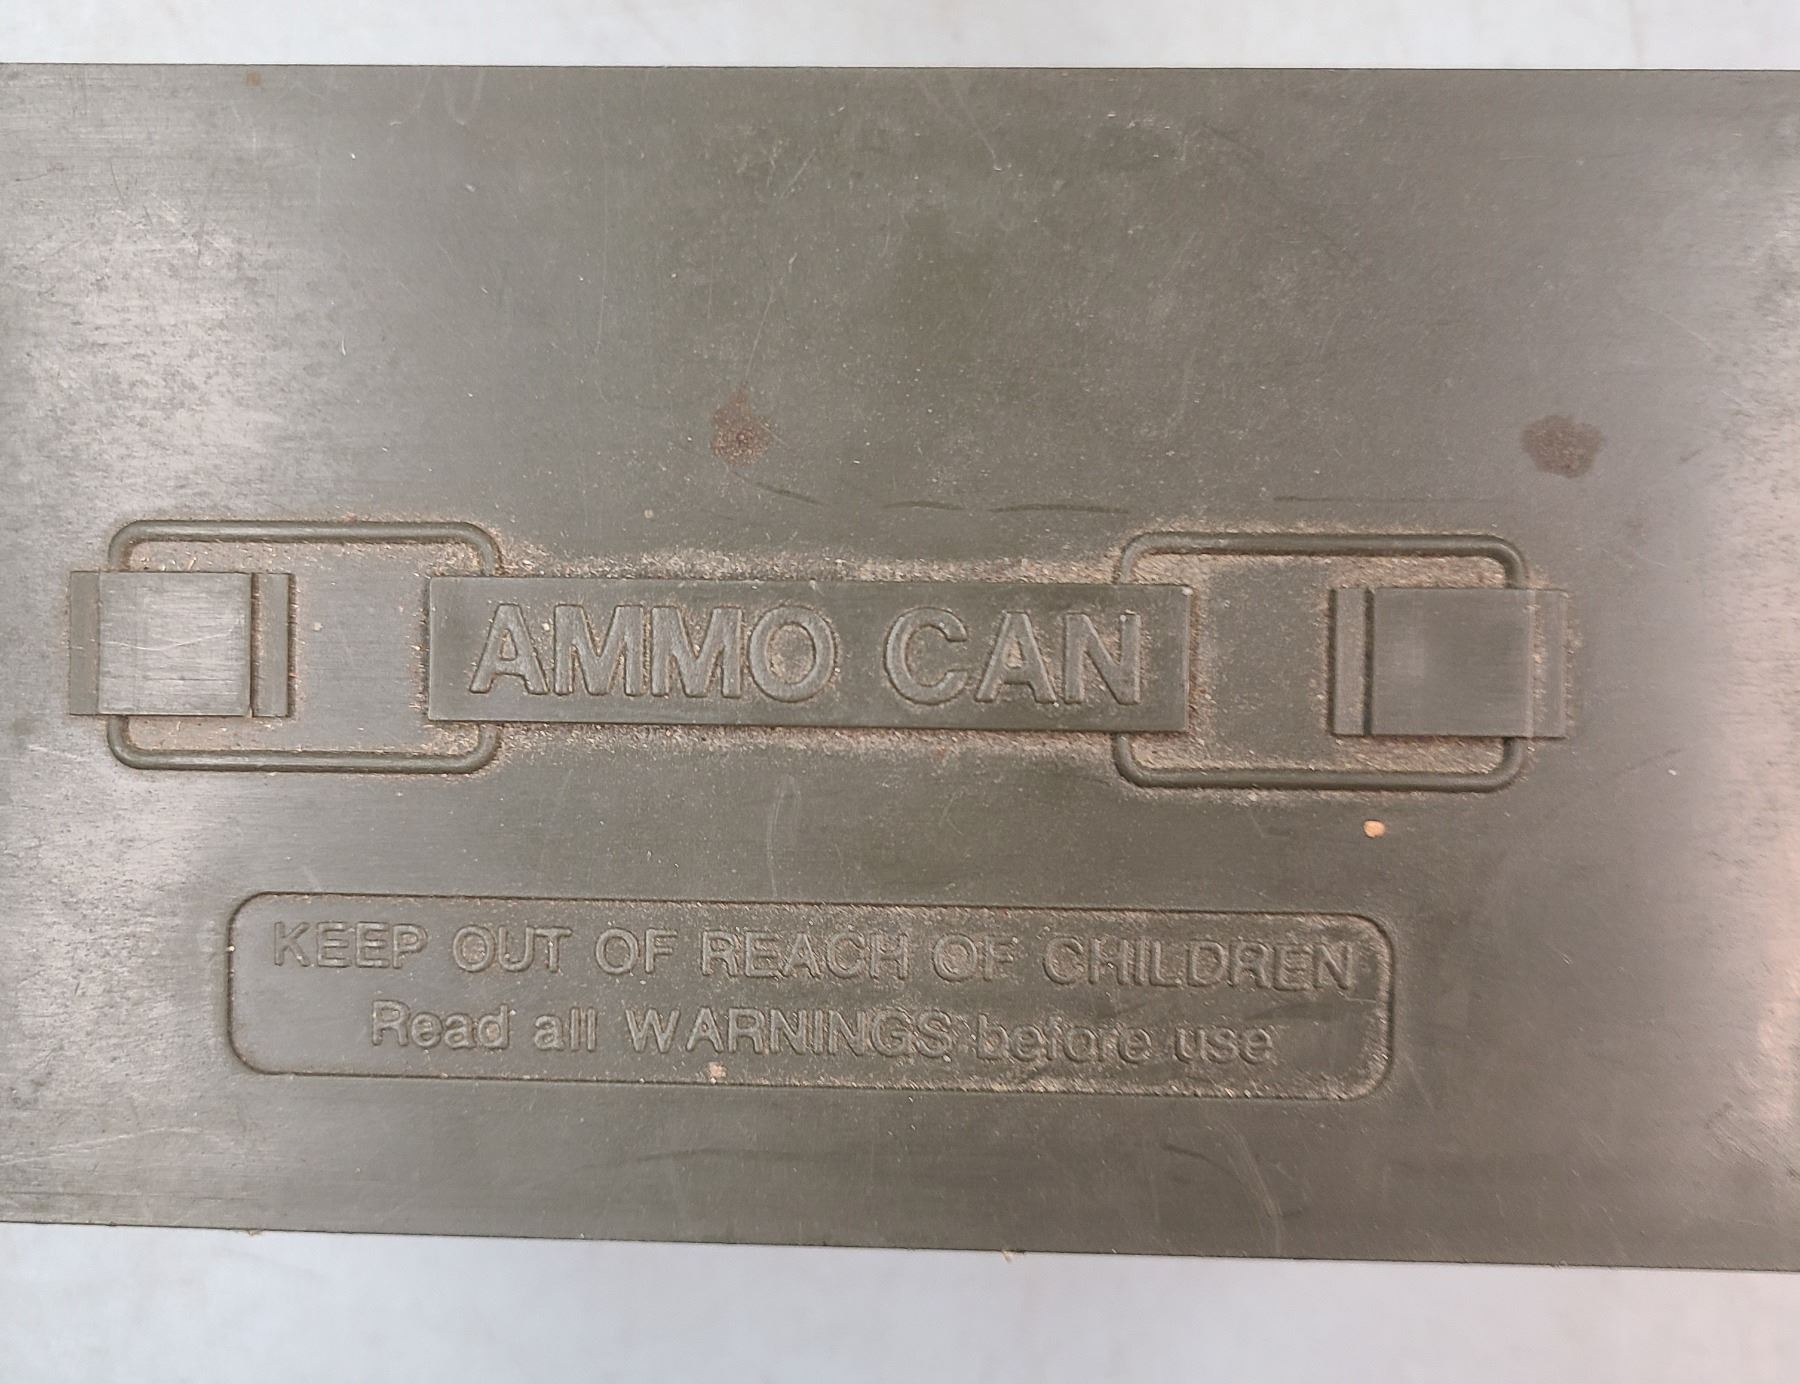 AMMO CAN
KEEP OUT OF REACH OF CHILDREN
Read all WARNINGS before use